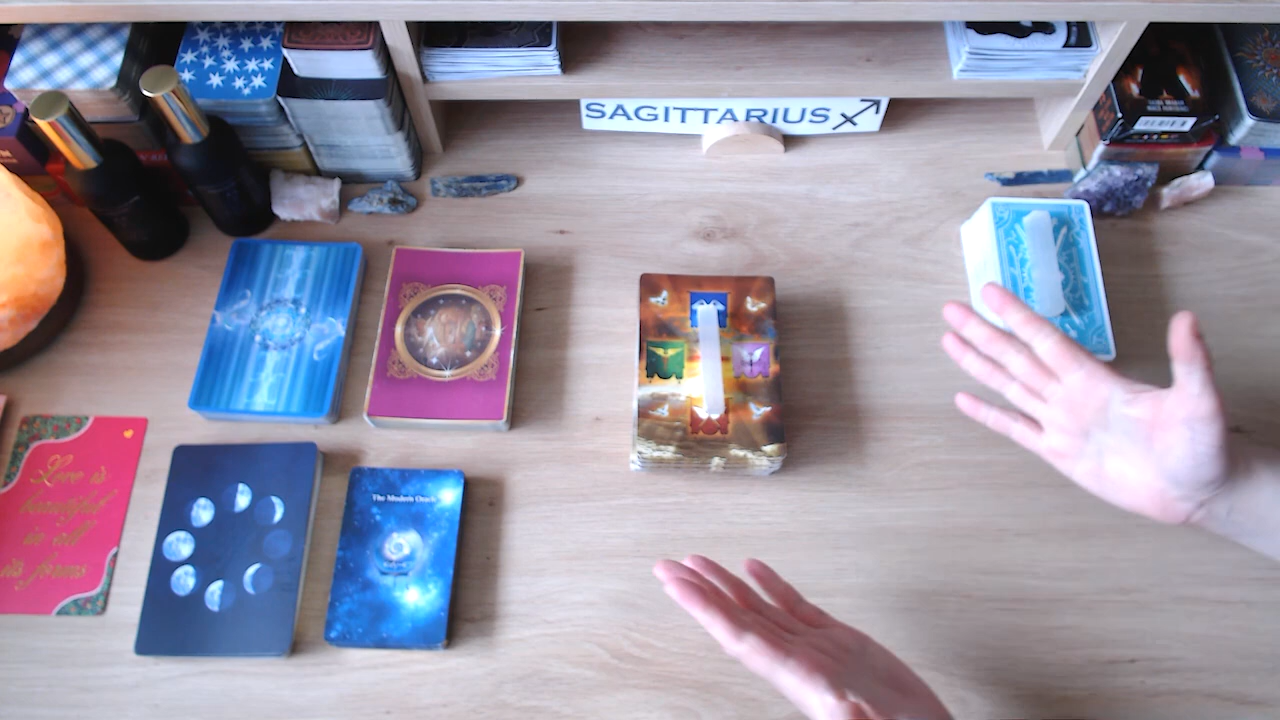 SAGITTARIUS
The Modern Oracle
Love is
beautiful
in all
its forms